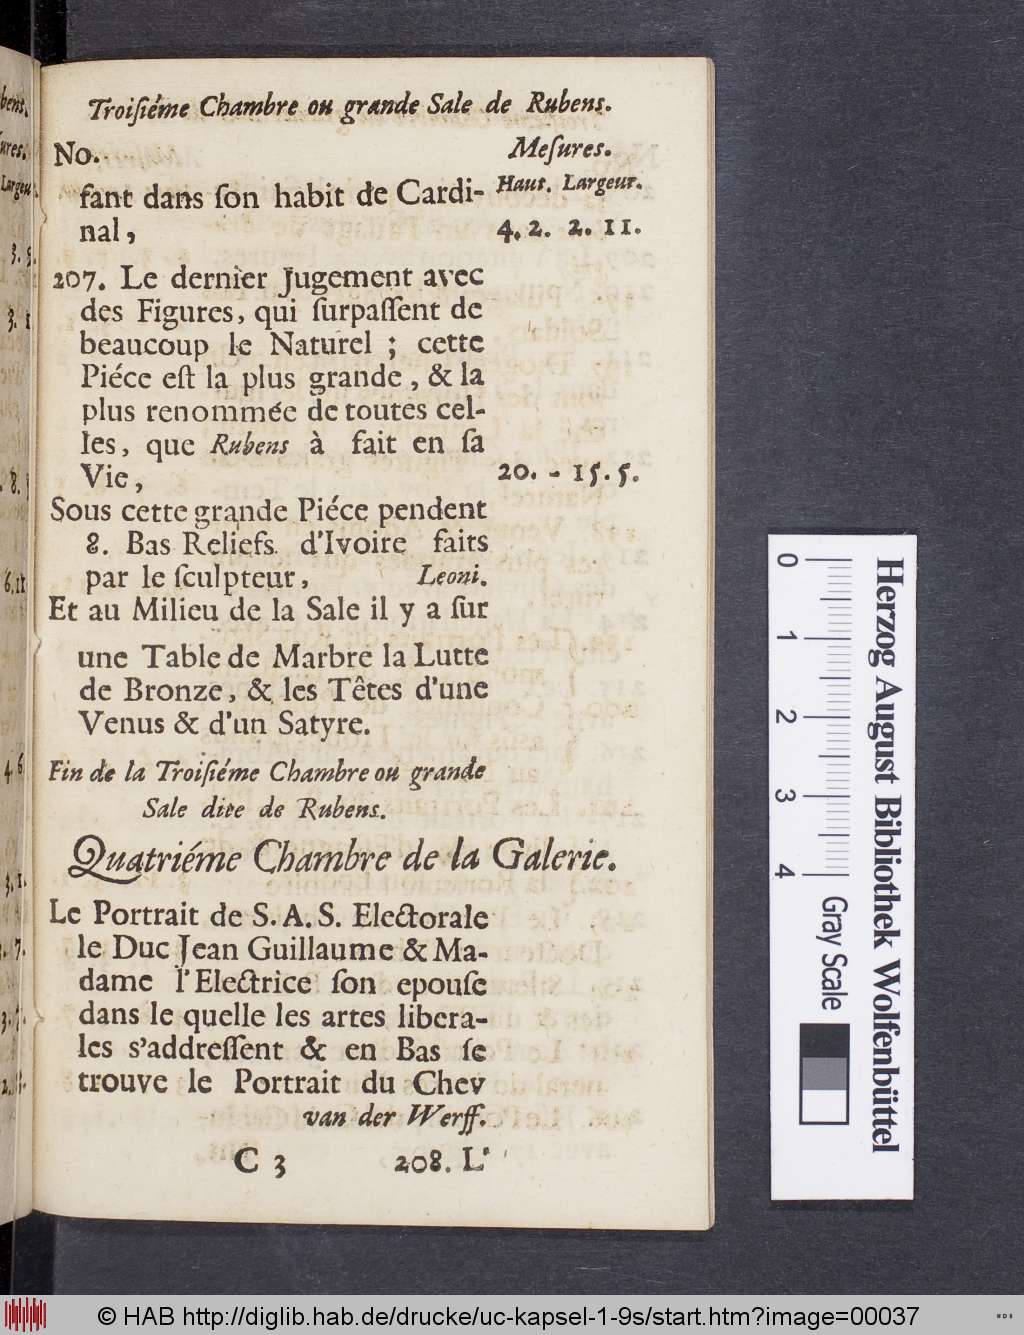 Troiſiéme Chambre ou grande Sale de Rubens.
No. Meſures.
Haut. Largeur.
fant dans ſon habit de Cardi-
nal, 4. 2. 2. 11.
207. Le dernier Jugement avec
des Figures, qui ſurpaſſent de
beaucoup le Naturel ; cette
Piéce eſt la plus grande, & la
plus renommée de toutes cel-
les, que Rubens à fait en ſa
Vie, 20. - 15. 5.
Sous cette grande Piéce pendent
8. Bas Reliefs d'Ivoire faits
par le ſculpteur, Leoni.
Et au Milieu de la Sale il y a ſur
une Table de Marbre la Lutte
de Bronze, & les Têtes d'une
Venus & d'un Satyre.
Fin de la Troiſiéme Chambre ou grande
Sale dite de Rubens.
Quatriéme Chambre de la Galerie.
Le Portrait de S. A. S. Electorale
le Duc Jean Guillaume & Ma-
dame l'Electrice ſon epouſe
dans le quelle les artes libera-
les s'addreſſent & en Bas ſe
trouve le Portrait du Chev
van der Werff.
C 3 208. L'
0 1 2 3 4
Gray Scale
Herzog August Bibliothek Wolfenbüttel
© HAB http://diglib.hab.de/drucke/uc-kapsel-1-9s/start.htm?image=00037